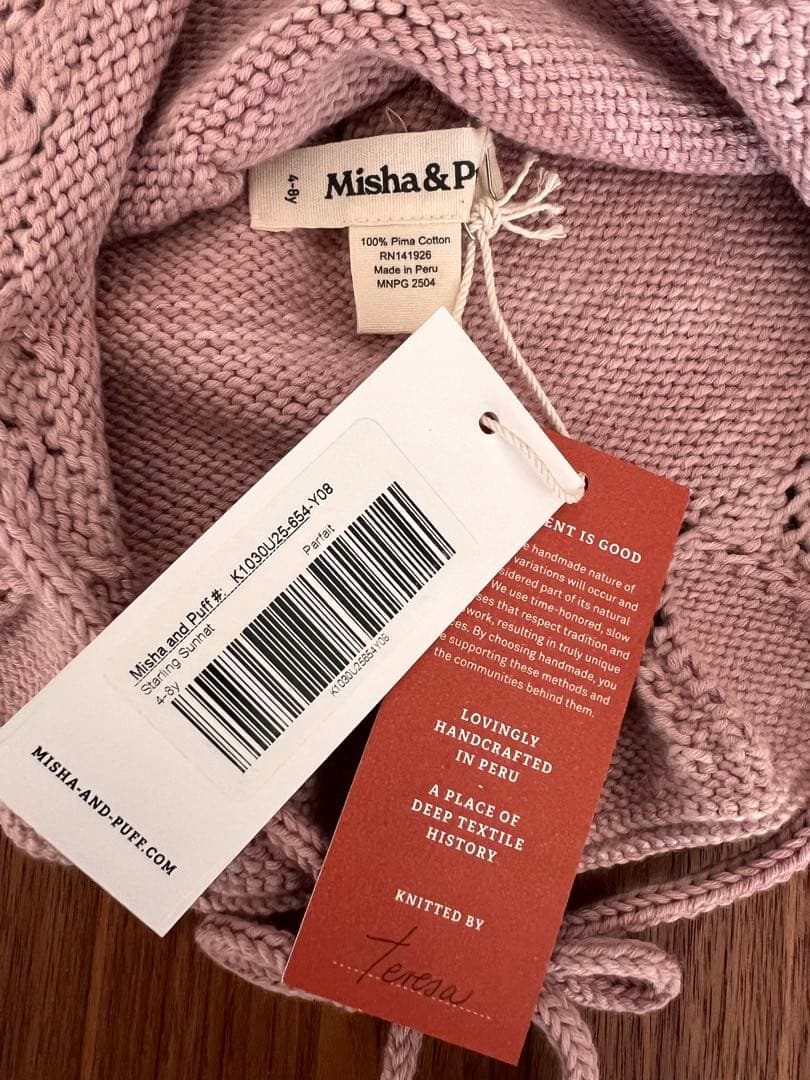 4-8y
Misha & P
100% Pima Cotton
RN141926
Made in Peru
MNPG 2504
Misha and Puff #: K1030U25-654-Y08
Starling Sunhat Parfait
4-8y
K1030U25654Y08
MISHA-AND-PUFF.COM
ENT IS GOOD
handmade nature of
variations will occur and
sidered part of its natural
We use time-honored, slow
ses that respect tradition and
work, resulting in truly unique
es. By choosing handmade, you
e supporting these methods and
the communities behind them.
LOVINGLY
HANDCRAFTED
IN PERU
-
A PLACE OF
DEEP TEXTILE
HISTORY
KNITTED BY
Teresa